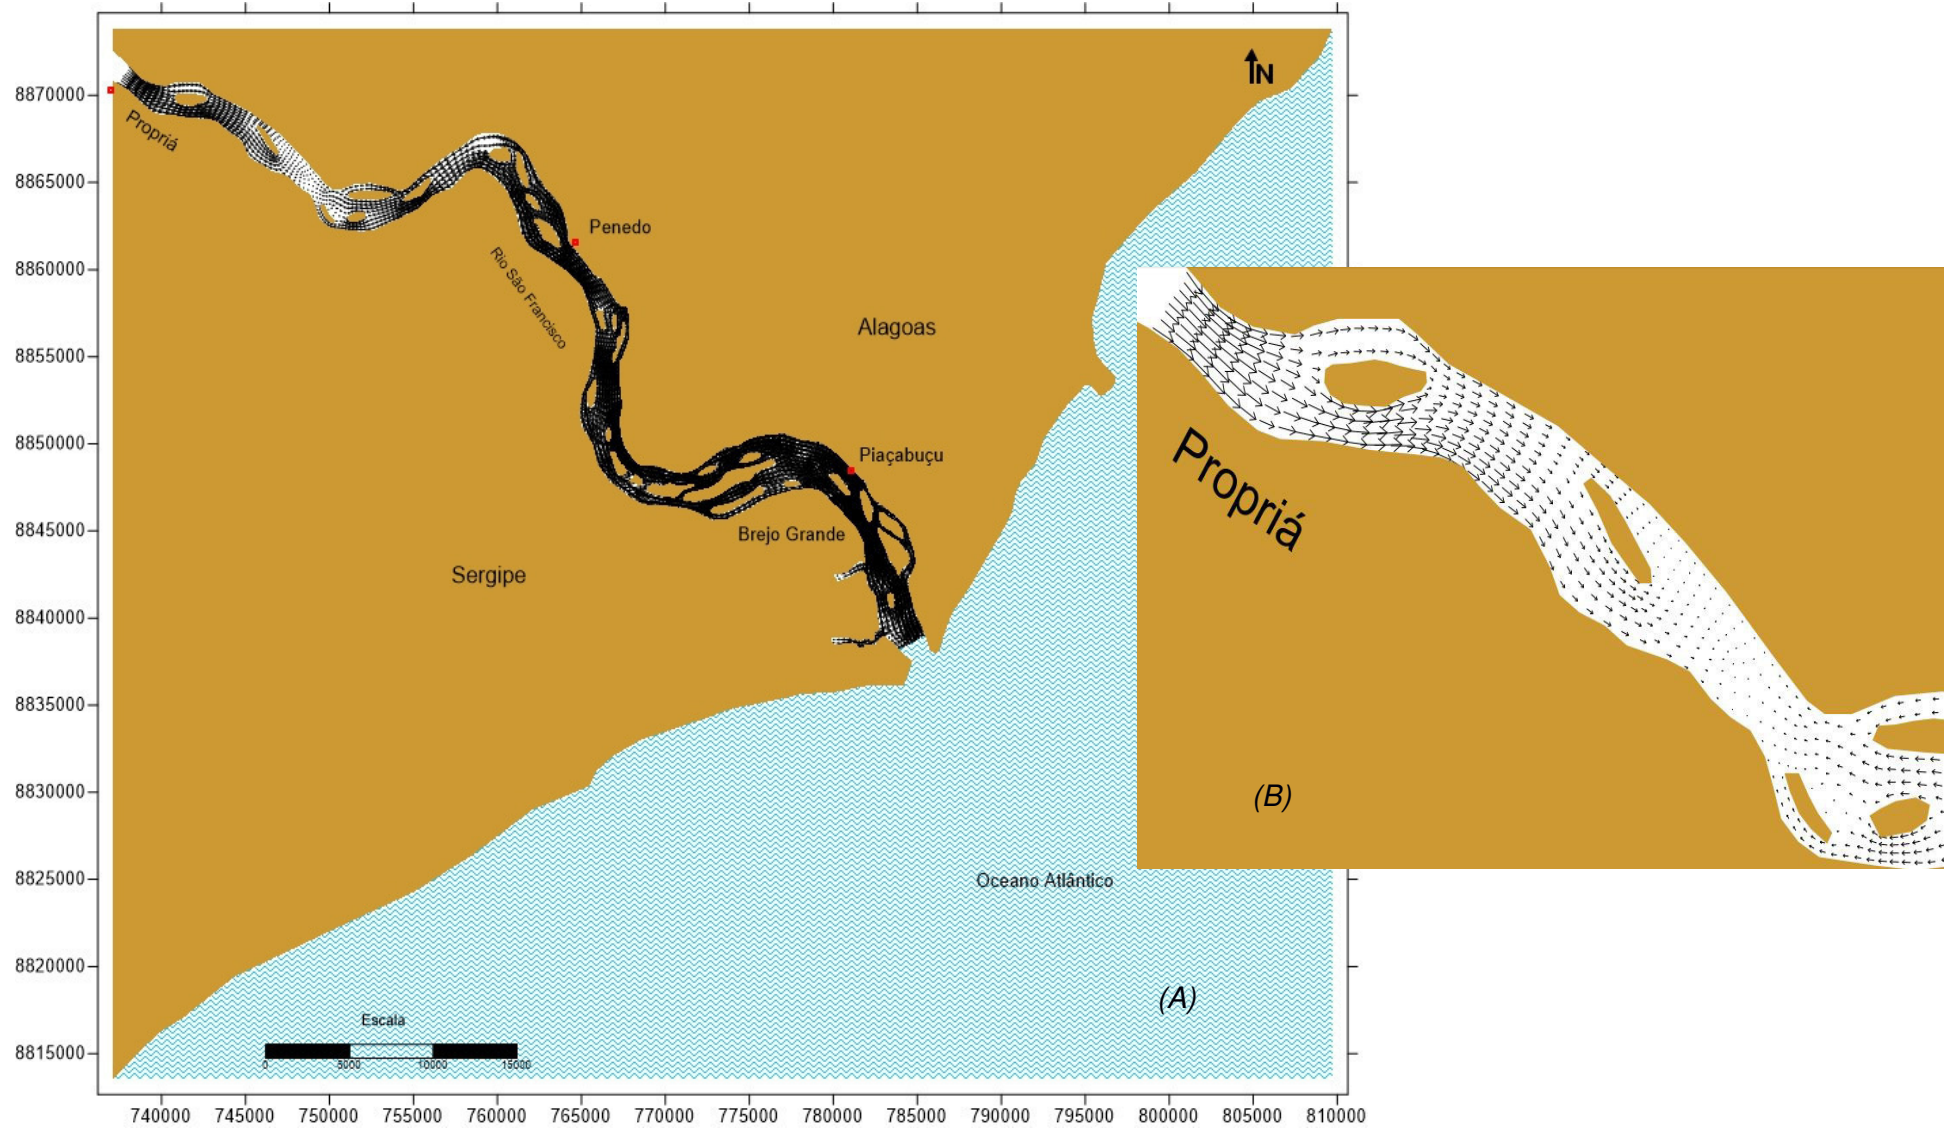 N
8870000
Propriá
8865000
Penedo
8860000
Rio São Francisco
Alagoas
8855000
8850000
Piaçabuçu
8845000
Brejo Grande
Sergipe
8840000
8835000
8830000
8825000
Oceano Atlântico
8820000
(A)
Escala
8815000
0 5000 10000 15000
740000 745000 750000 755000 760000 765000 770000 775000 780000 785000 790000 795000 800000 805000 810000
Propriá
(B)